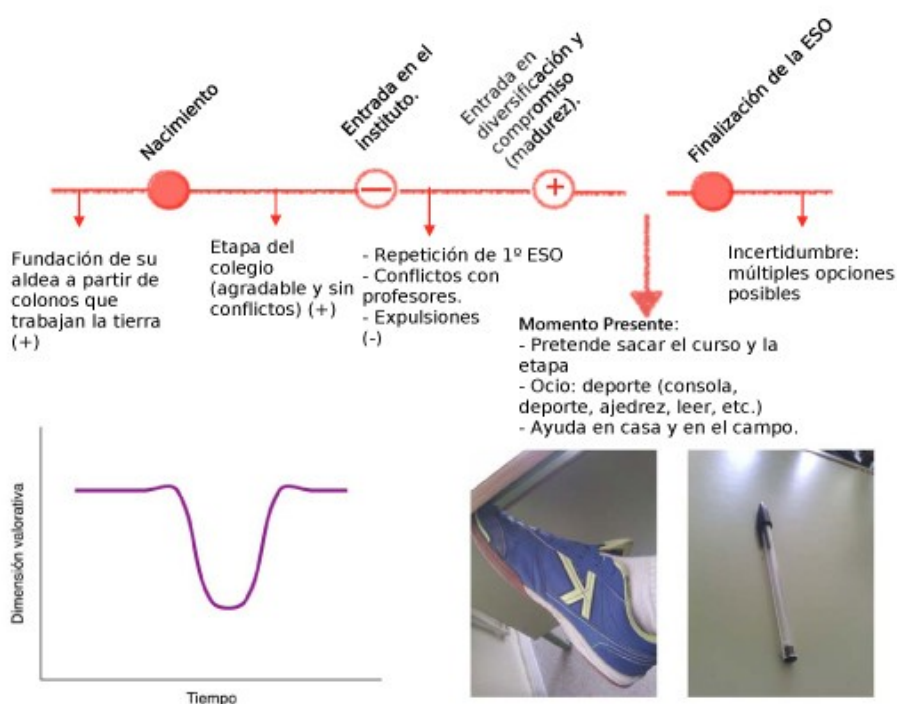 Nacimiento
Entrada en el
instituto.
Entrada en
diversificación y
compromiso
(madurez).
Finalización de la ESO
Fundación de su
aldea a partir de
colonos que
trabajan la tierra
(+)
Etapa del
colegio
(agradable y sin
conflictos) (+)
- Repetición de 1º ESO
- Conflictos con
profesores.
- Expulsiones
(-)
Momento Presente:
- Pretende sacar el curso y la
etapa
- Ocio: deporte (consola,
deporte, ajedrez, leer, etc.)
- Ayuda en casa y en el campo.
Incertidumbre:
múltiples opciones
posibles
Dimensión valorativa
Tiempo